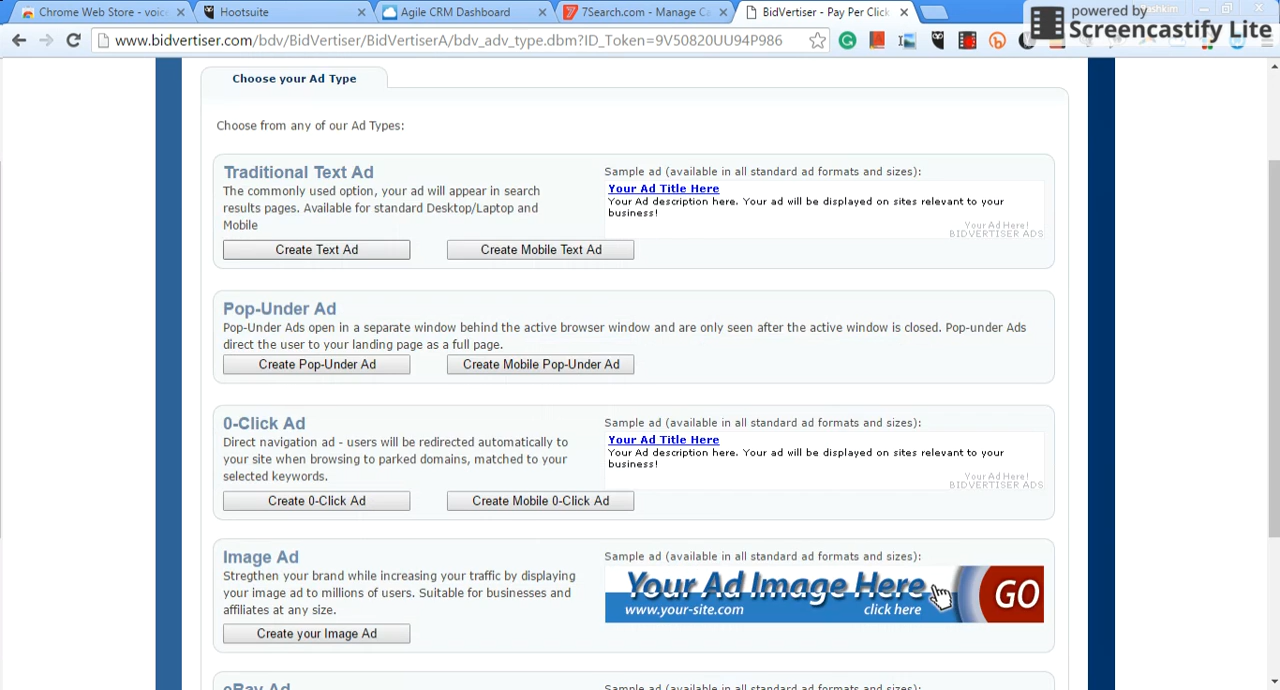 Chrome Web Store - voic
Hootsuite
Agile CRM Dashboard
7Search.com - Manage Ca
BidVertiser - Pay Per Click
powered by
Screencastify Lite
www.bidvertiser.com/bdv/BidVertiser/BidVertiserA/bdv_adv_type.dbm?ID_Token=9V50820UU94P986
Choose your Ad Type
Choose from any of our Ad Types:
Traditional Text Ad
The commonly used option, your ad will appear in search
results pages. Available for standard Desktop/Laptop and
Mobile
Create Text Ad
Create Mobile Text Ad
Sample ad (available in all standard ad formats and sizes):
Your Ad Title Here
Your Ad description here. Your ad will be displayed on sites relevant to your
business!
Your Ad Here!
BIDVERTISER ADS
Pop-Under Ad
Pop-Under Ads open in a separate window behind the active browser window and are only seen after the active window is closed. Pop-under Ads
direct the user to your landing page as a full page.
Create Pop-Under Ad
Create Mobile Pop-Under Ad
0-Click Ad
Direct navigation ad - users will be redirected automatically to
your site when browsing to parked domains, matched to your
selected keywords.
Create 0-Click Ad
Create Mobile 0-Click Ad
Sample ad (available in all standard ad formats and sizes):
Your Ad Title Here
Your Ad description here. Your ad will be displayed on sites relevant to your
business!
Your Ad Here!
BIDVERTISER ADS
Image Ad
Stregthen your brand while increasing your traffic by displaying
your image ad to millions of users. Suitable for businesses and
affiliates at any size.
Create your Image Ad
Sample ad (available in all standard ad formats and sizes):
Your Ad Image Here
www.your-site.com
click here
GO
eBay Ad
Sample ad (available in all standard ad formats and sizes):